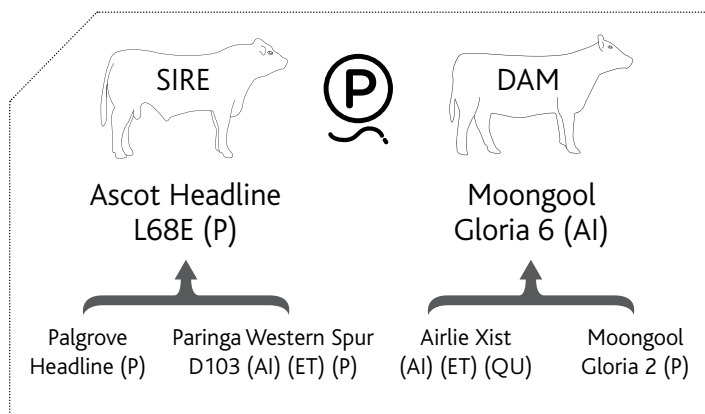 SIRE
P
DAM
Ascot Headline
L68E (P)
Moongool
Gloria 6 (AI)
Palgrove
Headline (P)
Paringa Western Spur
D103 (AI) (ET) (P)
Airlie Xist
(AI) (ET) (QU)
Moongool
Gloria 2 (P)